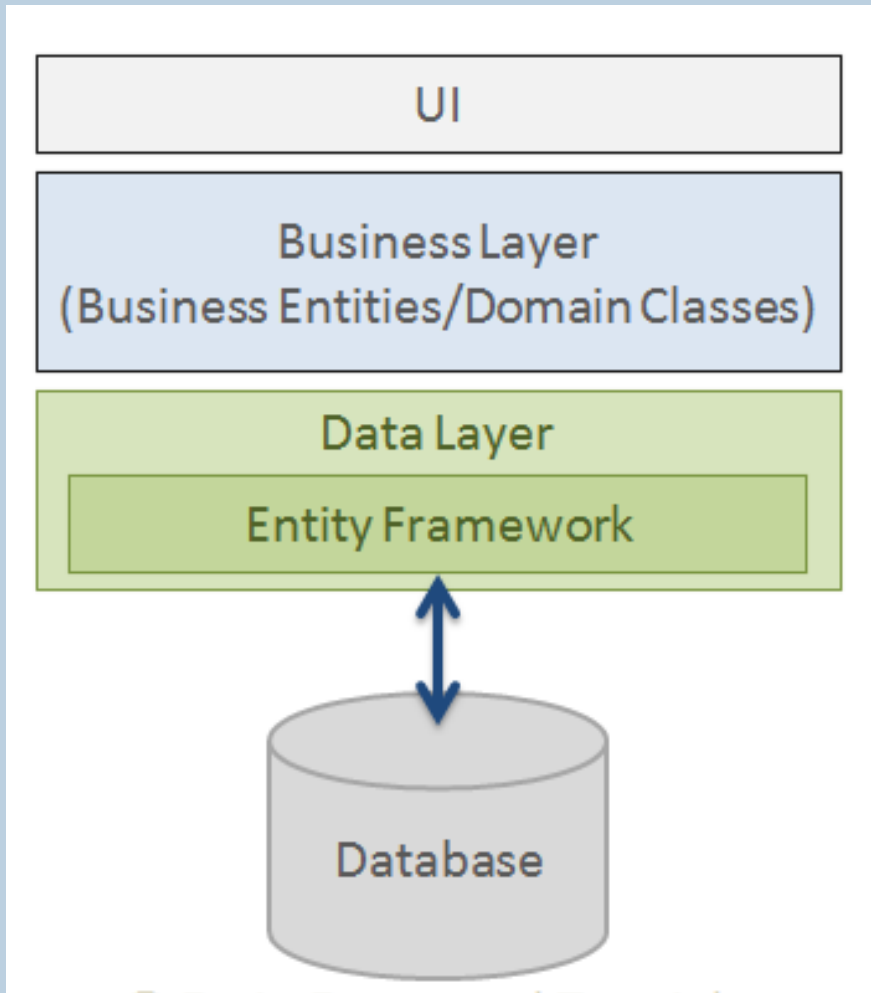 UI
Business Layer
(Business Entities/Domain Classes)
Data Layer
Entity Framework
Database